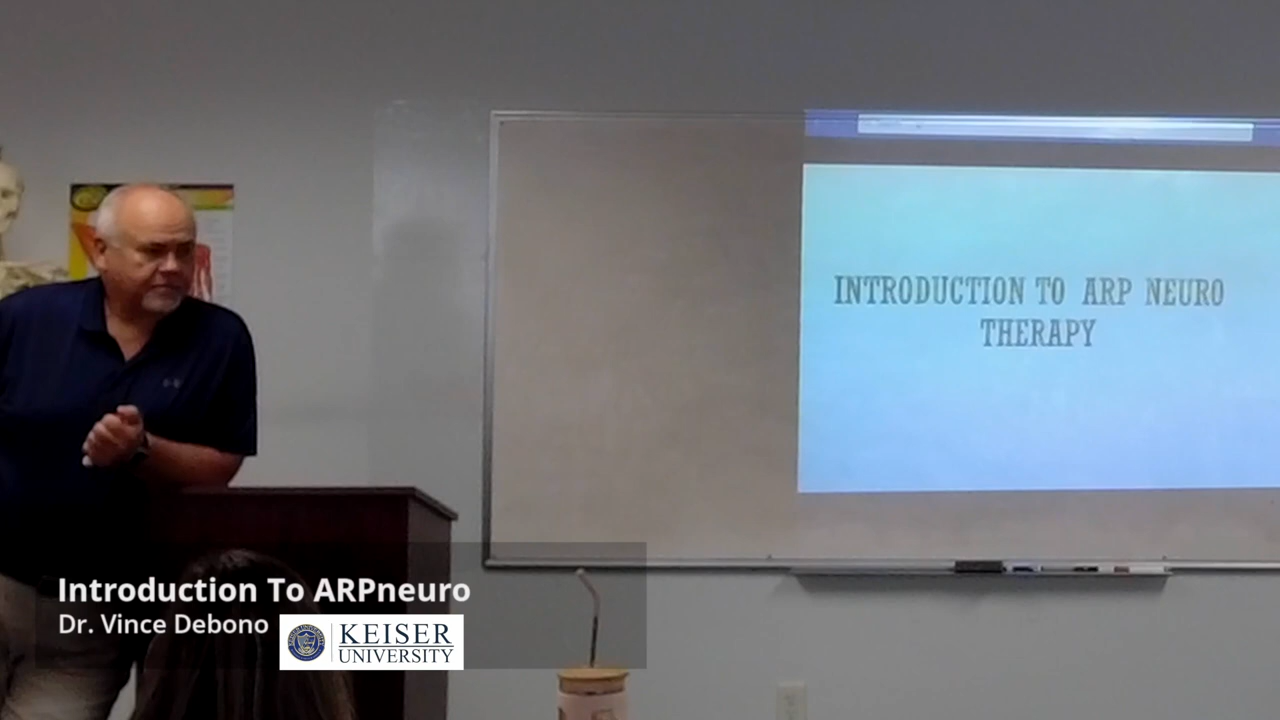 INTRODUCTION TO ARP NEURO
THERAPY
Introduction To ARPneuro
Dr. Vince Debono
KEISER
UNIVERSITY